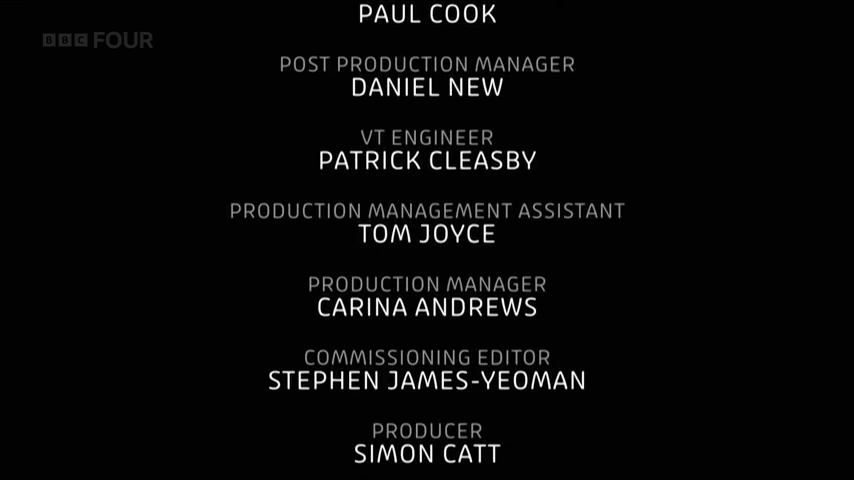 PAUL COOK
BBC FOUR
POST PRODUCTION MANAGER
DANIEL NEW
VT ENGINEER
PATRICK CLEASBY
PRODUCTION MANAGEMENT ASSISTANT
TOM JOYCE
PRODUCTION MANAGER
CARINA ANDREWS
COMMISSIONING EDITOR
STEPHEN JAMES-YEOMAN
PRODUCER
SIMON CATT